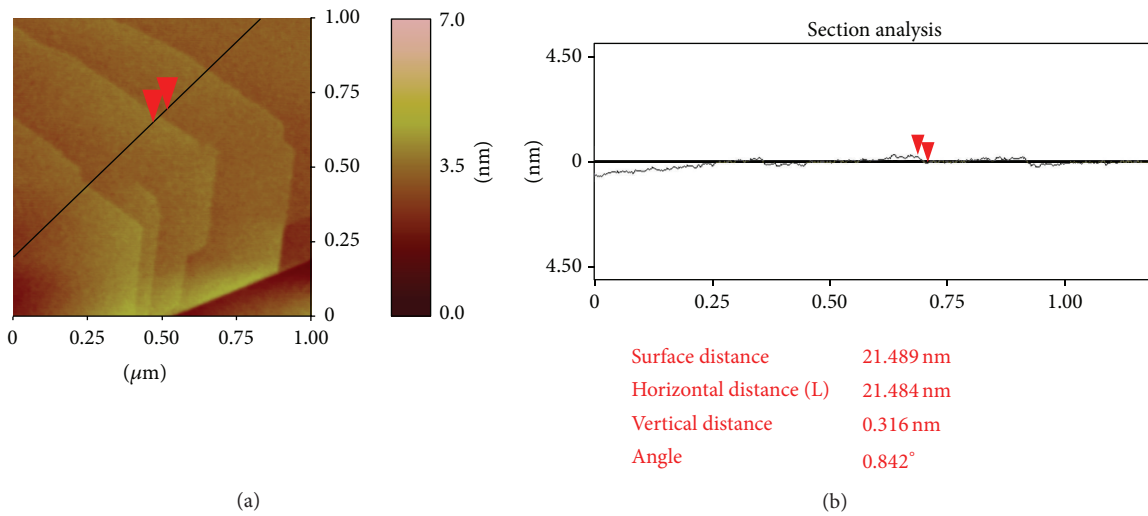 1.00
0.75
0.50
0.25
0
0
0.25
0.50
0.75
1.00
(μm)
7.0
3.5
0.0
(nm)
(a)
Section analysis
4.50
0
4.50
(nm)
0
0.25
0.50
0.75
1.00
Surface distance 21.489 nm
Horizontal distance (L) 21.484 nm
Vertical distance 0.316 nm
Angle 0.842°
(b)